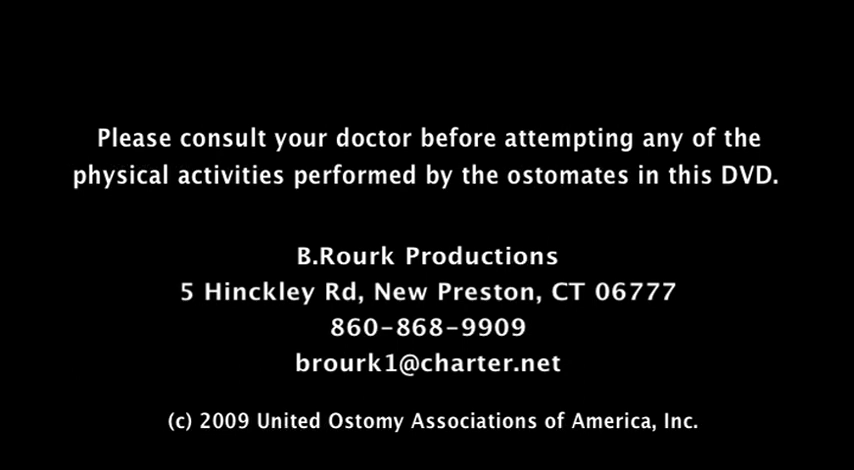 Please consult your doctor before attempting any of the
physical activities performed by the ostomates in this DVD.
B.Rourk Productions
5 Hinckley Rd, New Preston, CT 06777
860-868-9909
brourk1@charter.net
(c) 2009 United Ostomy Associations of America, Inc.